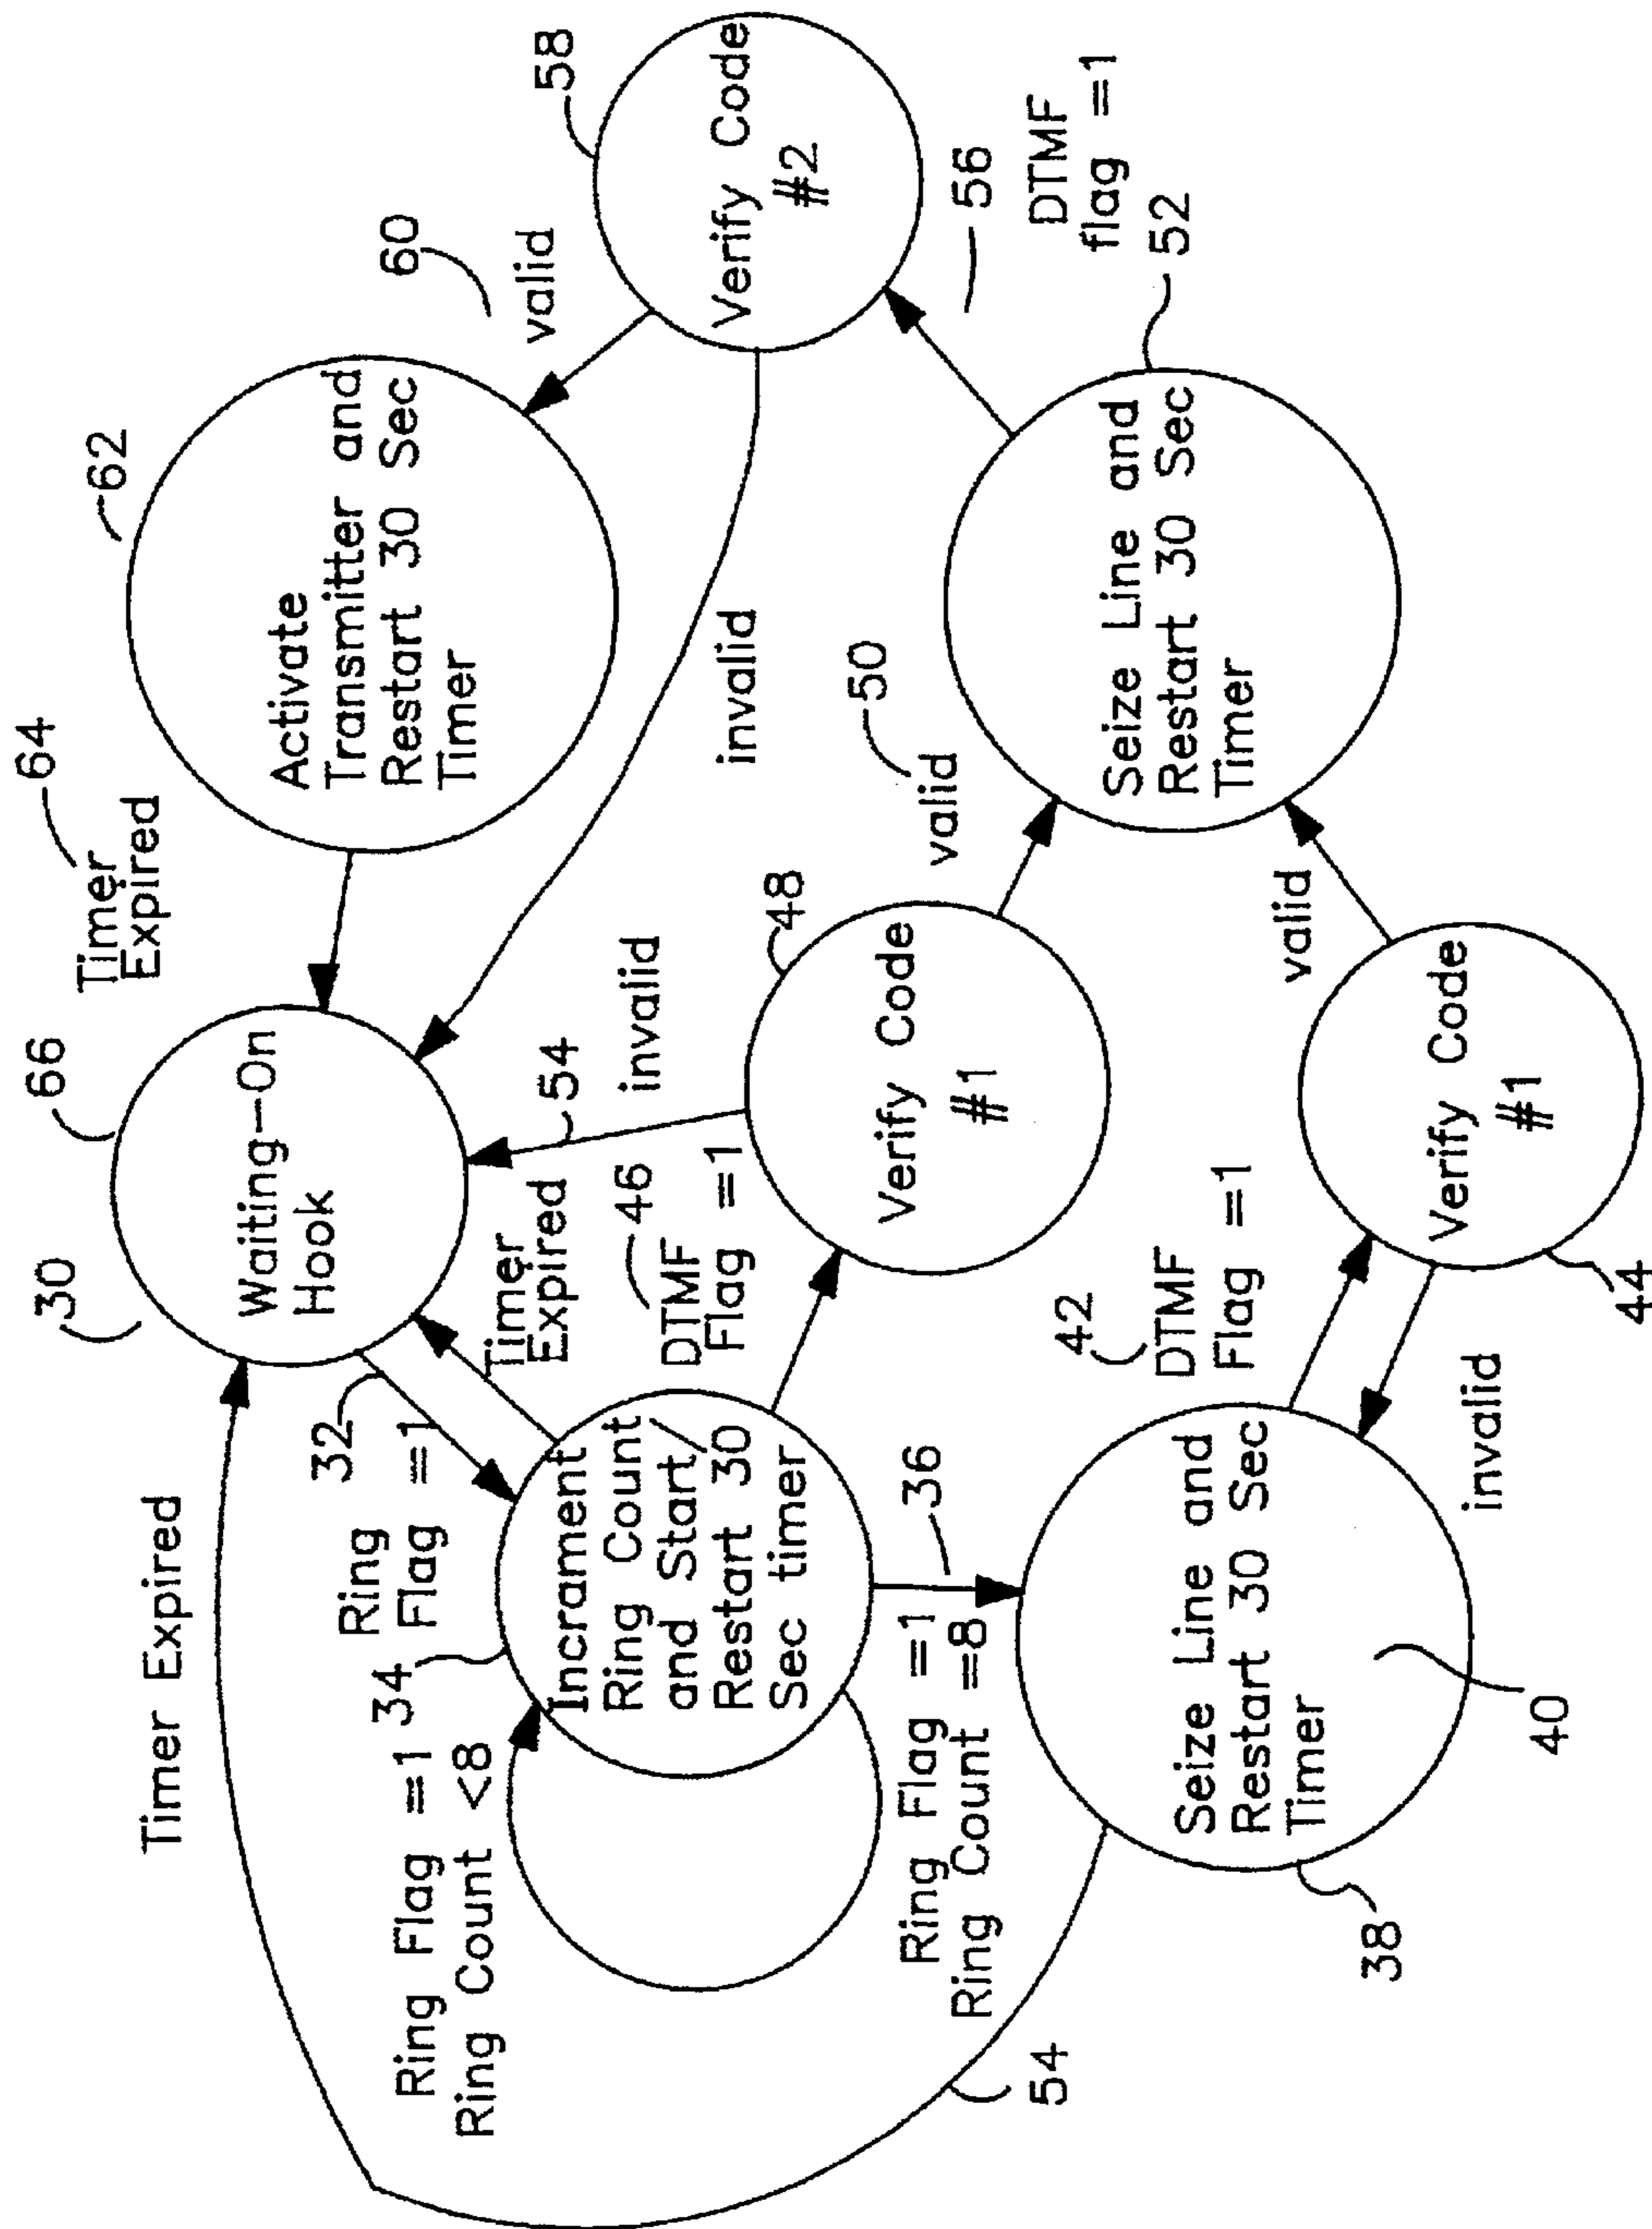 Timer Expired
30
66
Waiting-On
Hook
64
Timer
Expired
62
Activate
Transmitter and
Restart 30 Sec
Timer
60
valid
58
Verify Code
#2
32
Ring
Flag =1
Timer
Expired
54
invalid
invalid
Ring Flag =1
Ring Count <8
34
Incrament
Ring Count
and Start/
Restart 30
Sec timer
46
DTMF
Flag =1
48
Verify Code
#1
50
valid
56
DTMF
flag =1
52
Seize Line and
Restart 30 Sec
Timer
36
Ring Flag =1
Ring Count =8
54
38
Seize Line and
Restart 30 Sec
Timer
40
42
DTMF
Flag =1
invalid
44
Verify Code
#1
valid